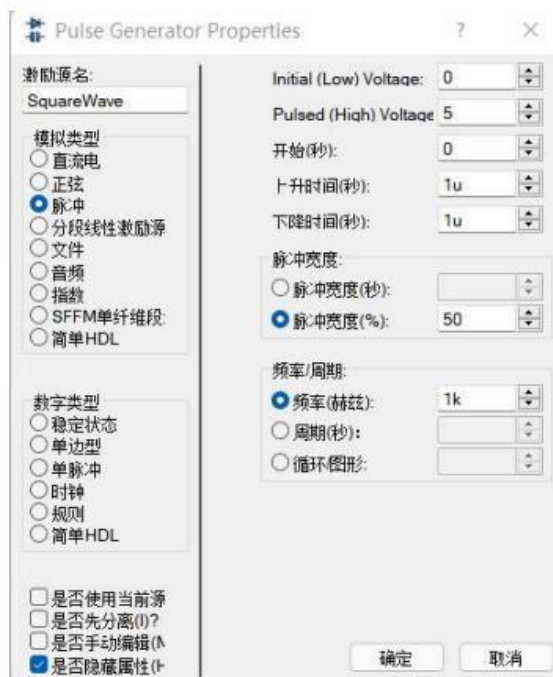 Pulse Generator Properties
激励源名:
SquareWave
模拟类型
直流电
正弦
脉冲
分段线性激励源
文件
音频
指数
SFFM单纤维段:
简单HDL
数字类型
稳定状态
单边型
单脉冲
时钟
规则
简单HDL
是否使用当前源
是否先分离(I)?
是否手动编辑(M
是否隐藏属性(H
Initial (Low) Voltage: 0
Pulsed (High) Voltage 5
开始(秒): 0
上升时间(秒): 1u
下降时间(秒): 1u
脉冲宽度:
脉冲宽度(秒):
脉冲宽度(%): 50
频率/周期:
频率(赫兹): 1k
周期(秒):
循环/图形:
确定 取消